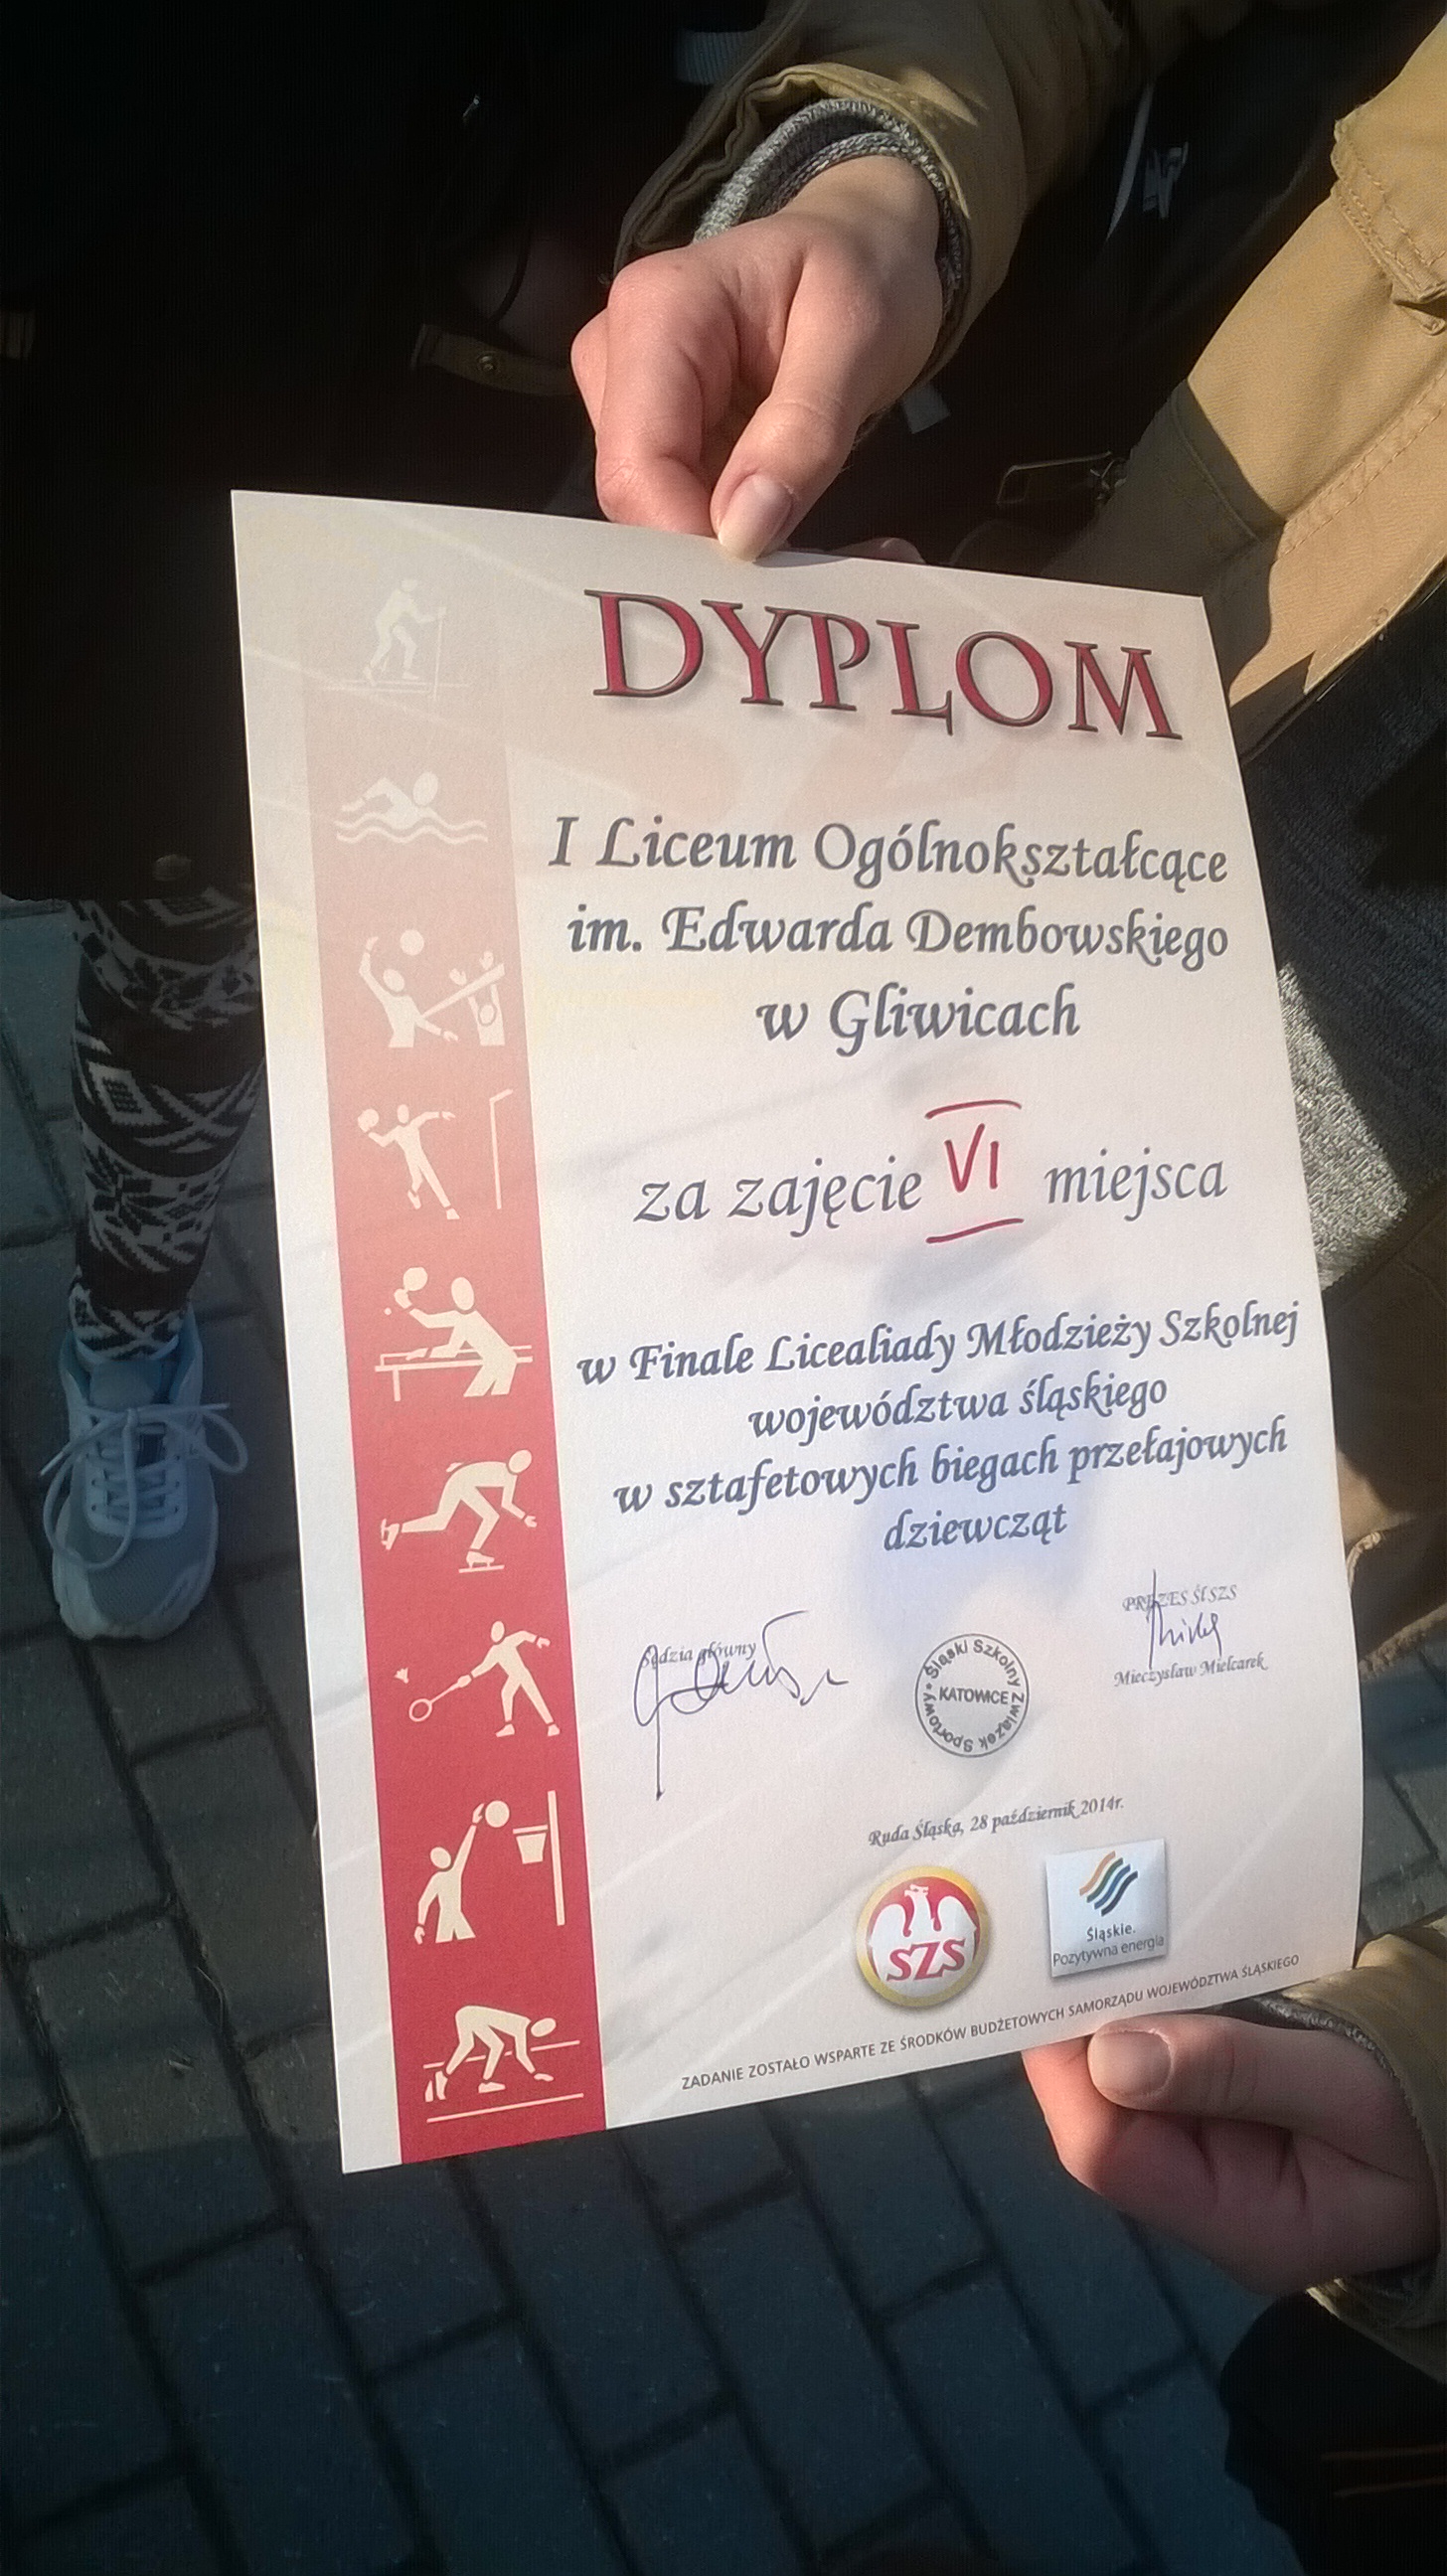 DYPLOM
I Liceum Ogólnokształcące
im. Edwarda Dembowskiego
w Gliwicach
za zajęcie VI miejsca
w Finale Licealiady Młodzieży Szkolnej
województwa śląskiego
w sztafetowych biegach przełajowych
dziewcząt
Sędzia główny
Śląski Szkolny Związek Sportowy
KATOWICE
PREZES ŚlSZS
Mieczysław Mielcarek
Ruda Śląska, 28 październik 2014r.
SZS
Śląskie.
Pozytywna energia
ZADANIE ZOSTAŁO WSPARTE ZE ŚRODKÓW BUDŻETOWYCH SAMORZĄDU WOJEWÓDZTWA ŚLĄSKIEGO